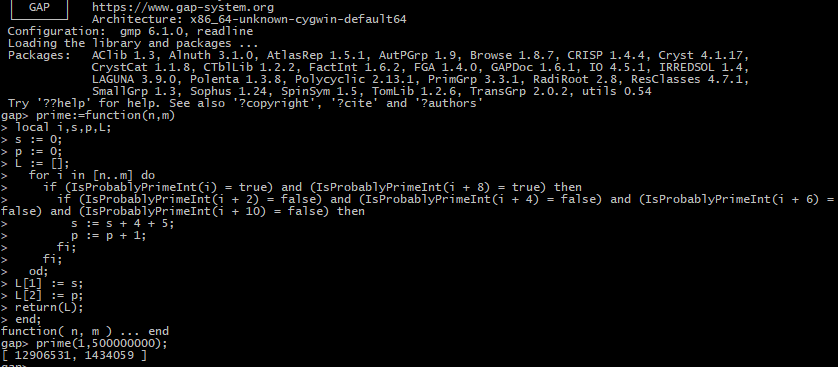 GAP https://www.gap-system.org
Architecture: x86_64-unknown-cygwin-default64
Configuration: gmp 6.1.0, readline
Loading the library and packages ...
Packages: AClib 1.3, Alnuth 3.1.0, AtlasRep 1.5.1, AutPGrp 1.9, Browse 1.8.7, CRISP 1.4.4, Cryst 4.1.17,
CrystCat 1.1.8, CTblLib 1.2.2, FactInt 1.6.2, FGA 1.4.0, GAPDoc 1.6.1, IO 4.5.1, IRREDSOL 1.4,
LAGUNA 3.9.0, Polenta 1.3.8, Polycyclic 2.13.1, PrimGrp 3.3.1, RadiRoot 2.8, ResClasses 4.7.1,
SmallGrp 1.3, Sophus 1.24, SpinSym 1.5, TomLib 1.2.6, TransGrp 2.0.2, utils 0.54
Try '??help' for help. See also '?copyright', '?cite' and '?authors'
gap> prime:=function(n,m)
> local i,s,p,L;
> s := 0;
> p := 0;
> L := [];
> for i in [n..m] do
> if (IsProbablyPrimeInt(i) = true) and (IsProbablyPrimeInt(i + 8) = true) then
> if (IsProbablyPrimeInt(i + 2) = false) and (IsProbablyPrimeInt(i + 4) = false) and (IsProbablyPrimeInt(i + 6) =
false) and (IsProbablyPrimeInt(i + 10) = false) then
> s := s + 4 + 5;
> p := p + 1;
> fi;
> fi;
> od;
> L[1] := s;
> L[2] := p;
> return(L);
> end;
function( n, m ) ... end
gap> prime(1,500000000);
[ 12906531, 1434059 ]
gap>